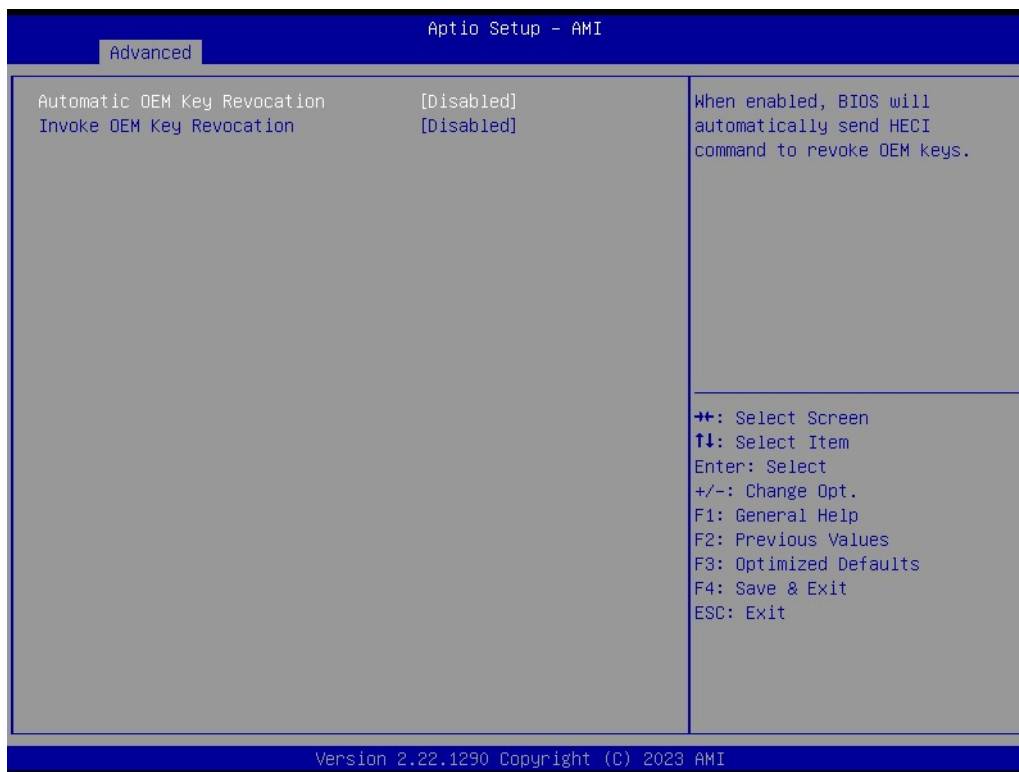 Aptio Setup – AMI
Advanced
Automatic OEM Key Revocation [Disabled]
Invoke OEM Key Revocation [Disabled]
When enabled, BIOS will
automatically send HECI
command to revoke OEM keys.
→←: Select Screen
↑↓: Select Item
Enter: Select
+/-: Change Opt.
F1: General Help
F2: Previous Values
F3: Optimized Defaults
F4: Save & Exit
ESC: Exit
Version 2.22.1290 Copyright (C) 2023 AMI